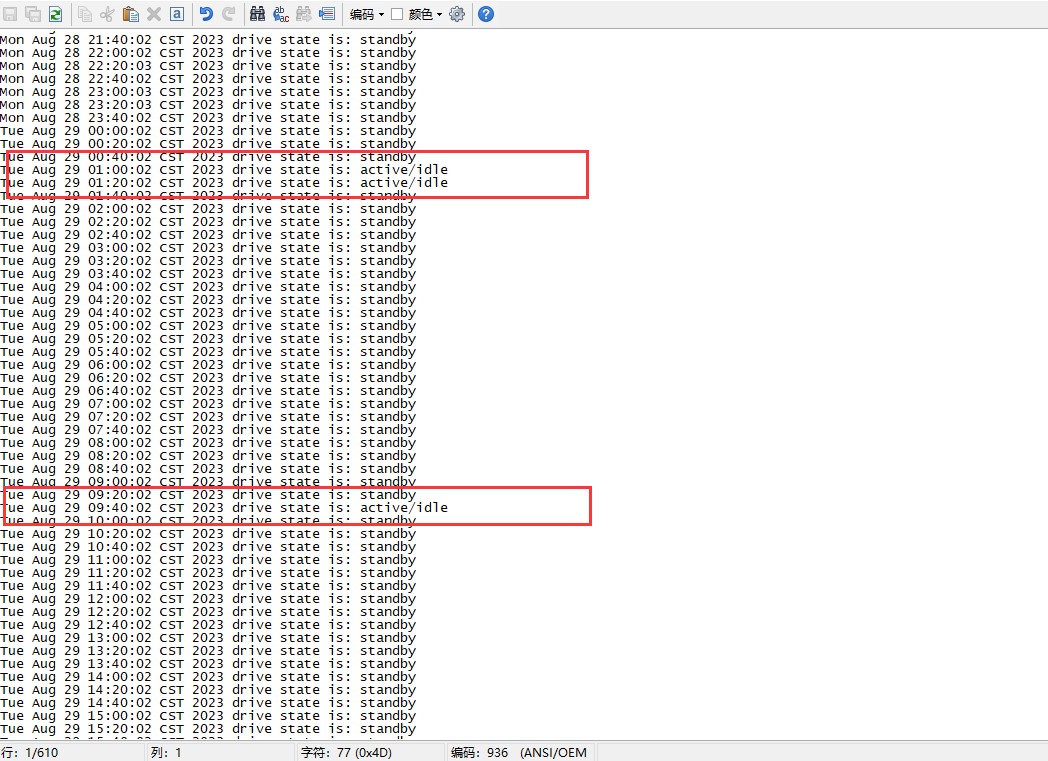 编码 颜色
Mon Aug 28 21:40:02 CST 2023 drive state is: standby
Mon Aug 28 22:00:02 CST 2023 drive state is: standby
Mon Aug 28 22:20:03 CST 2023 drive state is: standby
Mon Aug 28 22:40:02 CST 2023 drive state is: standby
Mon Aug 28 23:00:03 CST 2023 drive state is: standby
Mon Aug 28 23:20:03 CST 2023 drive state is: standby
Mon Aug 28 23:40:02 CST 2023 drive state is: standby
Tue Aug 29 00:00:02 CST 2023 drive state is: standby
Tue Aug 29 00:20:02 CST 2023 drive state is: standby
Tue Aug 29 00:40:02 CST 2023 drive state is: standby
Tue Aug 29 01:00:02 CST 2023 drive state is: active/idle
Tue Aug 29 01:20:02 CST 2023 drive state is: active/idle
Tue Aug 29 01:40:02 CST 2023 drive state is: standby
Tue Aug 29 02:00:02 CST 2023 drive state is: standby
Tue Aug 29 02:20:02 CST 2023 drive state is: standby
Tue Aug 29 02:40:02 CST 2023 drive state is: standby
Tue Aug 29 03:00:02 CST 2023 drive state is: standby
Tue Aug 29 03:20:02 CST 2023 drive state is: standby
Tue Aug 29 03:40:02 CST 2023 drive state is: standby
Tue Aug 29 04:00:02 CST 2023 drive state is: standby
Tue Aug 29 04:20:02 CST 2023 drive state is: standby
Tue Aug 29 04:40:02 CST 2023 drive state is: standby
Tue Aug 29 05:00:02 CST 2023 drive state is: standby
Tue Aug 29 05:20:02 CST 2023 drive state is: standby
Tue Aug 29 05:40:02 CST 2023 drive state is: standby
Tue Aug 29 06:00:02 CST 2023 drive state is: standby
Tue Aug 29 06:20:02 CST 2023 drive state is: standby
Tue Aug 29 06:40:02 CST 2023 drive state is: standby
Tue Aug 29 07:00:02 CST 2023 drive state is: standby
Tue Aug 29 07:20:02 CST 2023 drive state is: standby
Tue Aug 29 07:40:02 CST 2023 drive state is: standby
Tue Aug 29 08:00:02 CST 2023 drive state is: standby
Tue Aug 29 08:20:02 CST 2023 drive state is: standby
Tue Aug 29 08:40:02 CST 2023 drive state is: standby
Tue Aug 29 09:00:02 CST 2023 drive state is: standby
Tue Aug 29 09:20:02 CST 2023 drive state is: standby
Tue Aug 29 09:40:02 CST 2023 drive state is: active/idle
Tue Aug 29 10:00:02 CST 2023 drive state is: standby
Tue Aug 29 10:20:02 CST 2023 drive state is: standby
Tue Aug 29 10:40:02 CST 2023 drive state is: standby
Tue Aug 29 11:00:02 CST 2023 drive state is: standby
Tue Aug 29 11:20:02 CST 2023 drive state is: standby
Tue Aug 29 11:40:02 CST 2023 drive state is: standby
Tue Aug 29 12:00:02 CST 2023 drive state is: standby
Tue Aug 29 12:20:02 CST 2023 drive state is: standby
Tue Aug 29 12:40:02 CST 2023 drive state is: standby
Tue Aug 29 13:00:02 CST 2023 drive state is: standby
Tue Aug 29 13:20:02 CST 2023 drive state is: standby
Tue Aug 29 13:40:02 CST 2023 drive state is: standby
Tue Aug 29 14:00:02 CST 2023 drive state is: standby
Tue Aug 29 14:20:02 CST 2023 drive state is: standby
Tue Aug 29 14:40:02 CST 2023 drive state is: standby
Tue Aug 29 15:00:02 CST 2023 drive state is: standby
Tue Aug 29 15:20:02 CST 2023 drive state is: standby
行: 1/610 列: 1 字符: 77 (0x4D) 编码: 936 (ANSI/OEM